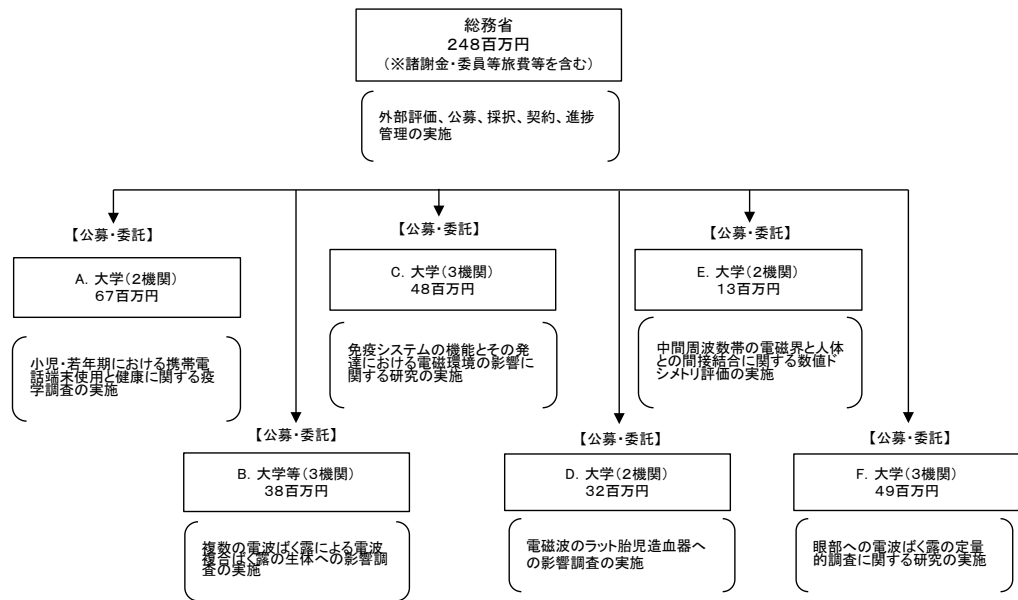 総務省
248百万円
（※諸謝金・委員等旅費等を含む）
外部評価、公募、採択、契約、進捗
管理の実施
【公募・委託】
A. 大学（2機関）
67百万円
小児・若年期における携帯電
話端末使用と健康に関する疫
学調査の実施
【公募・委託】
C. 大学（3機関）
48百万円
免疫システムの機能とその発
達における電磁環境の影響に
関する研究の実施
【公募・委託】
E. 大学（2機関）
13百万円
中間周波数帯の電磁界と人体
との間接結合に関する数値ド
シメトリ評価の実施
【公募・委託】
B. 大学等（3機関）
38百万円
複数の電波ばく露による電波
複合ばく露の生体への影響調
査の実施
【公募・委託】
D. 大学（2機関）
32百万円
電磁波のラット胎児造血器へ
の影響調査の実施
【公募・委託】
F. 大学（3機関）
49百万円
眼部への電波ばく露の定量
的調査に関する研究の実施